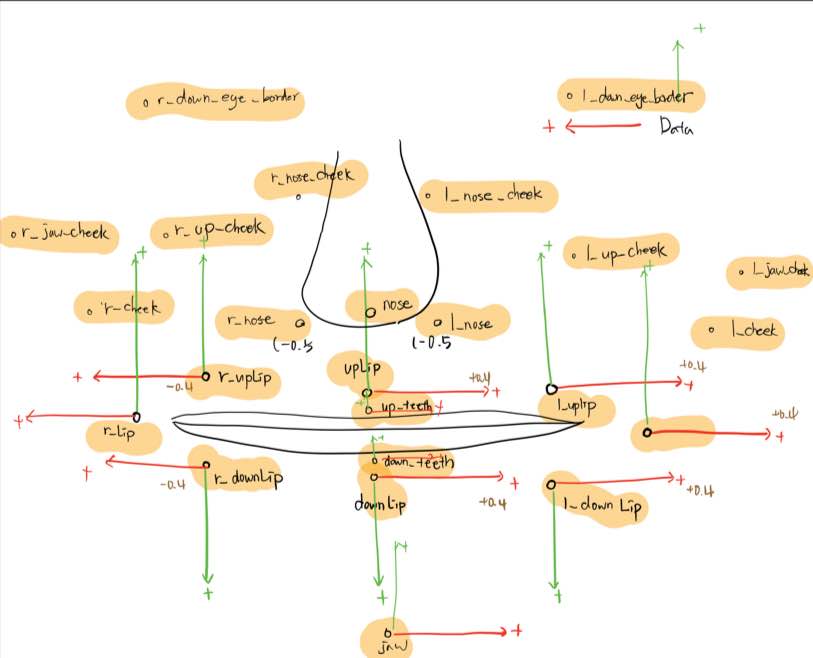 +
r_down_eye_border
l_down_eye_border
+
Data
r_nose_cheek
l_nose_cheek
r_jaw_cheek
r_up_cheek
+
+
+
+
l_up_cheek
+
r_cheek
nose
r_nose
l_nose
l_cheek
(-0.5
(-0.5
upLip
+
-0.4
r_upLip
+0.4
+
+0.4
+
up_teeth
+
l_uplip
+0.4
+
r_lip
+
+
down_teeth
+
-0.4
r_downLip
downLip
+
+0.4
l_down Lip
+
+0.4
+
+
+
+
jaw
+